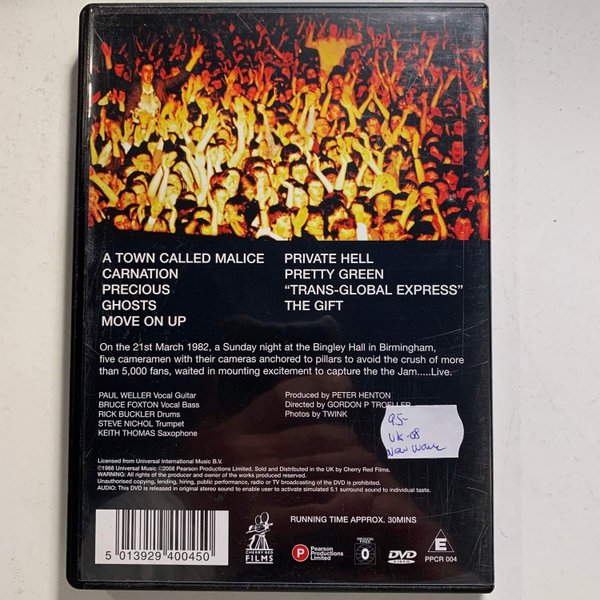 A TOWN CALLED MALICE
CARNATION
PRECIOUS
GHOSTS
MOVE ON UP
PRIVATE HELL
PRETTY GREEN
“TRANS-GLOBAL EXPRESS”
THE GIFT
On the 21st March 1982, a Sunday night at the Bingley Hall in Birmingham,
five cameramen with their cameras anchored to pillars to avoid the crush of more
than 5,000 fans, waited in mounting excitement to capture the the Jam.....Live.
PAUL WELLER Vocal Guitar
BRUCE FOXTON Vocal Bass
RICK BUCKLER Drums
STEVE NICHOL Trumpet
KEITH THOMAS Saxophone
Produced by PETER HENTON
Directed by GORDON P TROELLER
Photos by TWINK
95-
UK-08
New Wave
Licensed from Universal International Music B.V.
℗1988 Universal Music ©2008 Pearson Productions Limited. Sold and Distributed in the UK by Cherry Red Films.
WARNING: All rights of the producer and owner of the works produced reserved.
Unauthorised copying, lending, hiring, public performance, radio or TV broadcasting of the DVD is prohibited.
AUDIO: This DVD is released in original stereo sound to enable user to activate simulated 5.1 surround sound to individual taste.
RUNNING TIME APPROX. 30MINS
5 013929 400450
CHERRY RED
FILMS
P
Pearson
Productions
Limited
0
DVD
VIDEO
E
PPCR 004